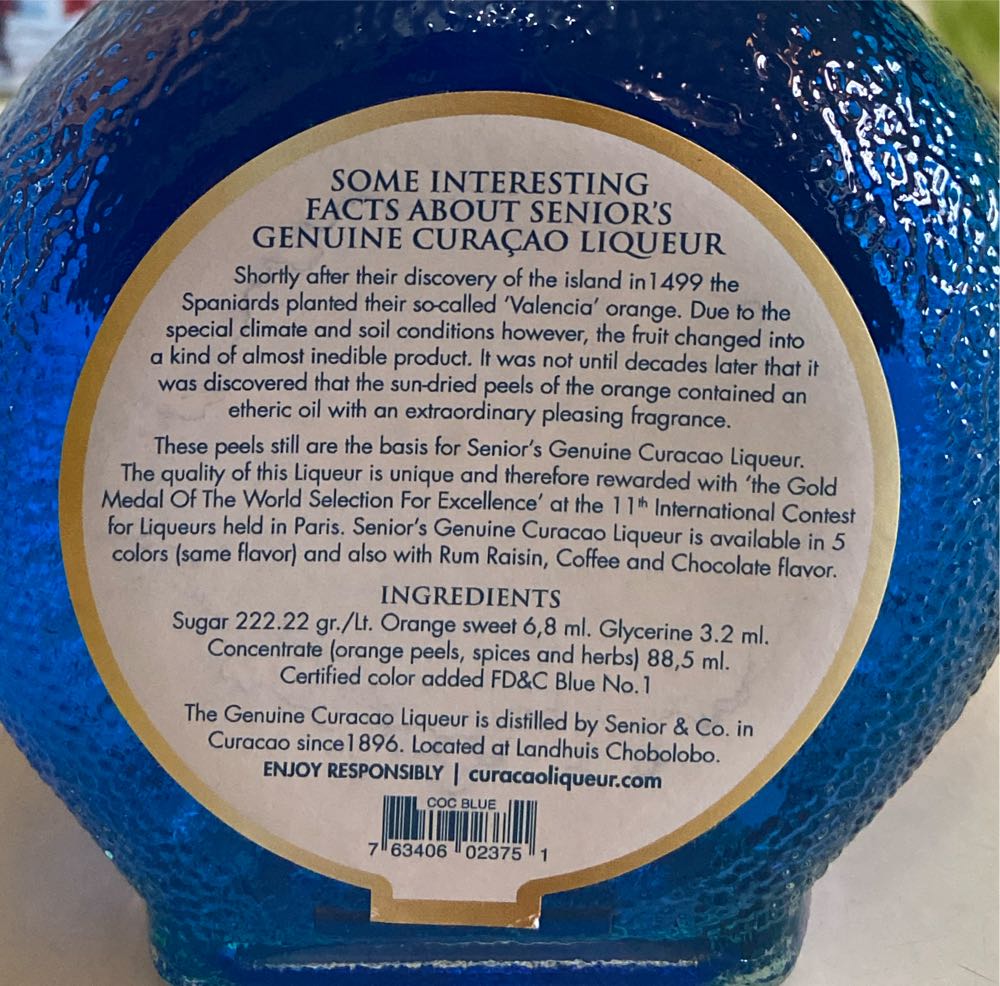 SOME INTERESTING
FACTS ABOUT SENIOR'S
GENUINE CURAÇAO LIQUEUR
Shortly after their discovery of the island in1499 the
Spaniards planted their so-called 'Valencia' orange. Due to the
special climate and soil conditions however, the fruit changed into
a kind of almost inedible product. It was not until decades later that it
was discovered that the sun-dried peels of the orange contained an
etheric oil with an extraordinary pleasing fragrance.
These peels still are the basis for Senior's Genuine Curacao Liqueur.
The quality of this Liqueur is unique and therefore rewarded with 'the Gold
Medal Of The World Selection For Excellence' at the 11th International Contest
for Liqueurs held in Paris. Senior's Genuine Curacao Liqueur is available in 5
colors (same flavor) and also with Rum Raisin, Coffee and Chocolate flavor.
INGREDIENTS
Sugar 222.22 gr./Lt. Orange sweet 6,8 ml. Glycerine 3.2 ml.
Concentrate (orange peels, spices and herbs) 88,5 ml.
Certified color added FD&C Blue No.1
The Genuine Curacao Liqueur is distilled by Senior & Co. in
Curacao since1896. Located at Landhuis Chobolobo.
ENJOY RESPONSIBLY | curacaoliqueur.com
COC BLUE
7 63406 02375 1